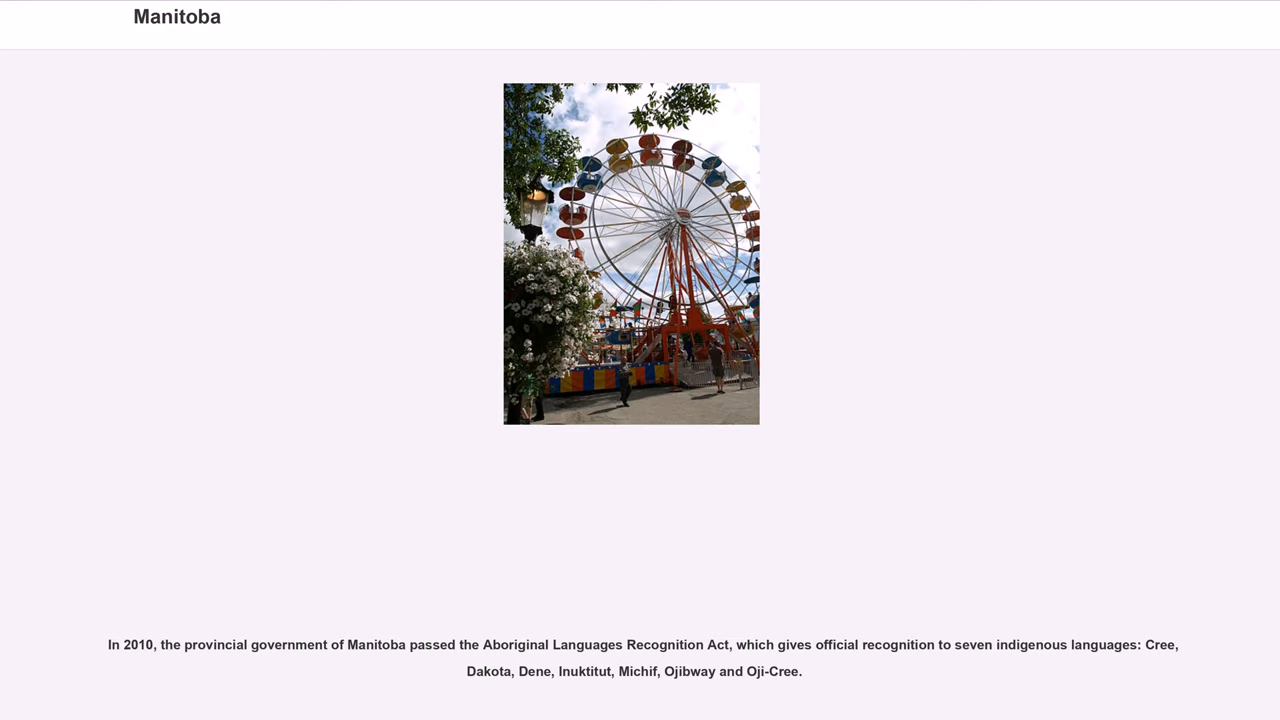 Manitoba
In 2010, the provincial government of Manitoba passed the Aboriginal Languages Recognition Act, which gives official recognition to seven indigenous languages: Cree,
Dakota, Dene, Inuktitut, Michif, Ojibway and Oji-Cree.